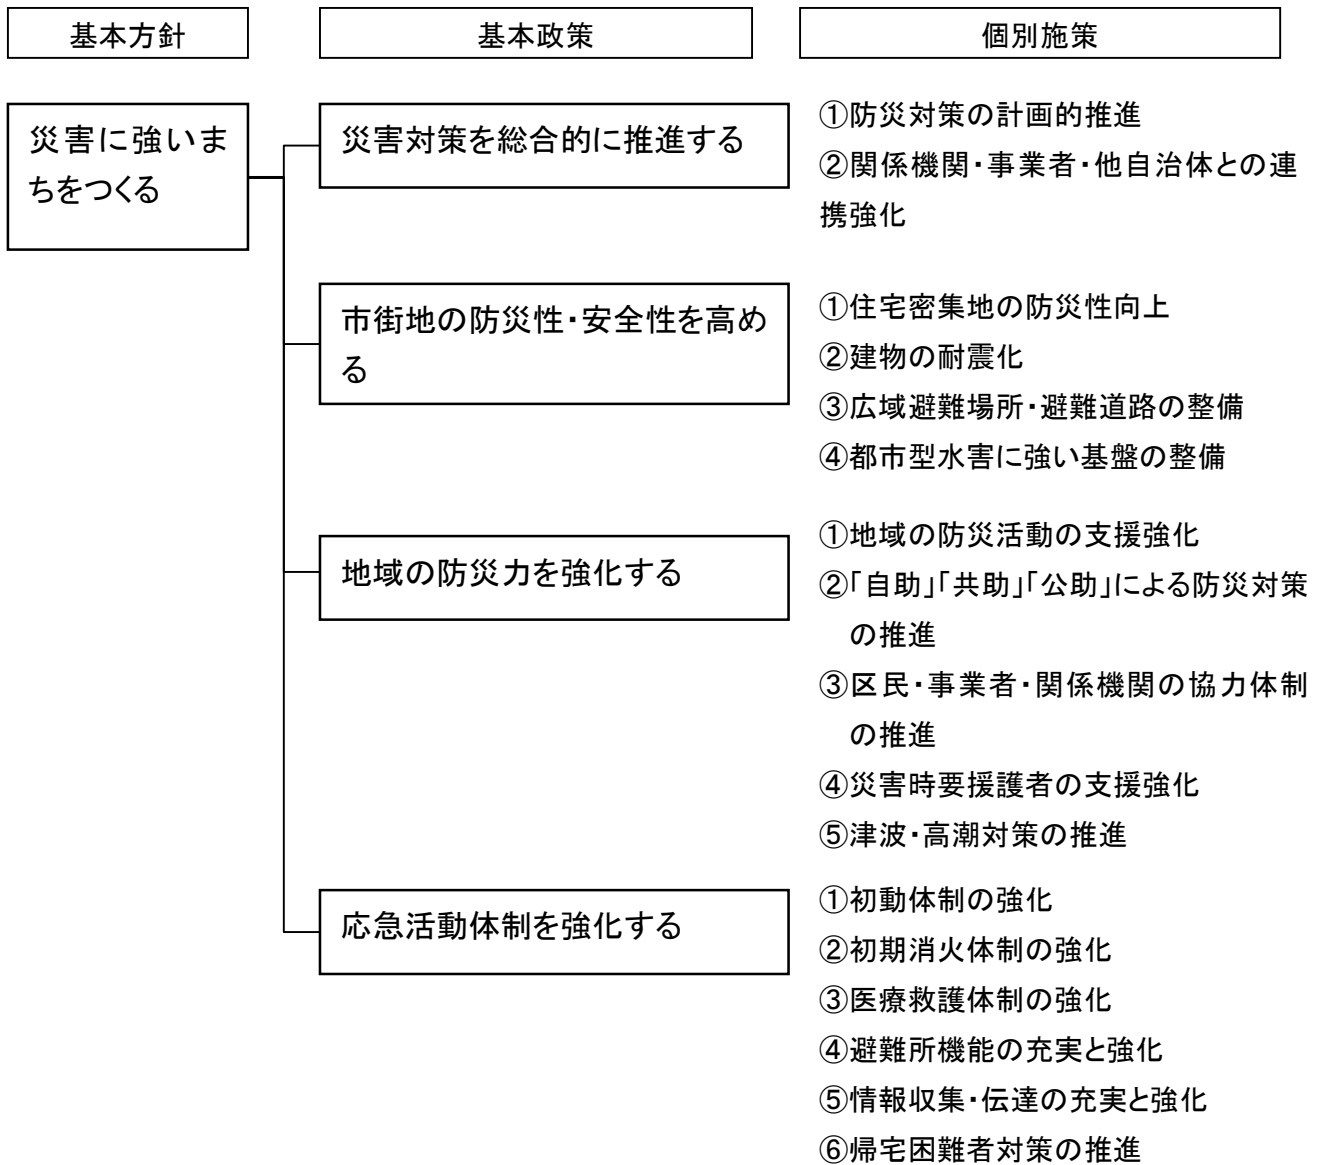 基本方針
基本政策
個別施策
災害に強いま
ちをつくる
災害対策を総合的に推進する
①防災対策の計画的推進
②関係機関・事業者・他自治体との連
携強化
市街地の防災性・安全性を高め
る
①住宅密集地の防災性向上
②建物の耐震化
③広域避難場所・避難道路の整備
④都市型水害に強い基盤の整備
地域の防災力を強化する
①地域の防災活動の支援強化
②「自助」「共助」「公助」による防災対策
の推進
③区民・事業者・関係機関の協力体制
の推進
④災害時要援護者の支援強化
⑤津波・高潮対策の推進
応急活動体制を強化する
①初動体制の強化
②初期消火体制の強化
③医療救護体制の強化
④避難所機能の充実と強化
⑤情報収集・伝達の充実と強化
⑥帰宅困難者対策の推進